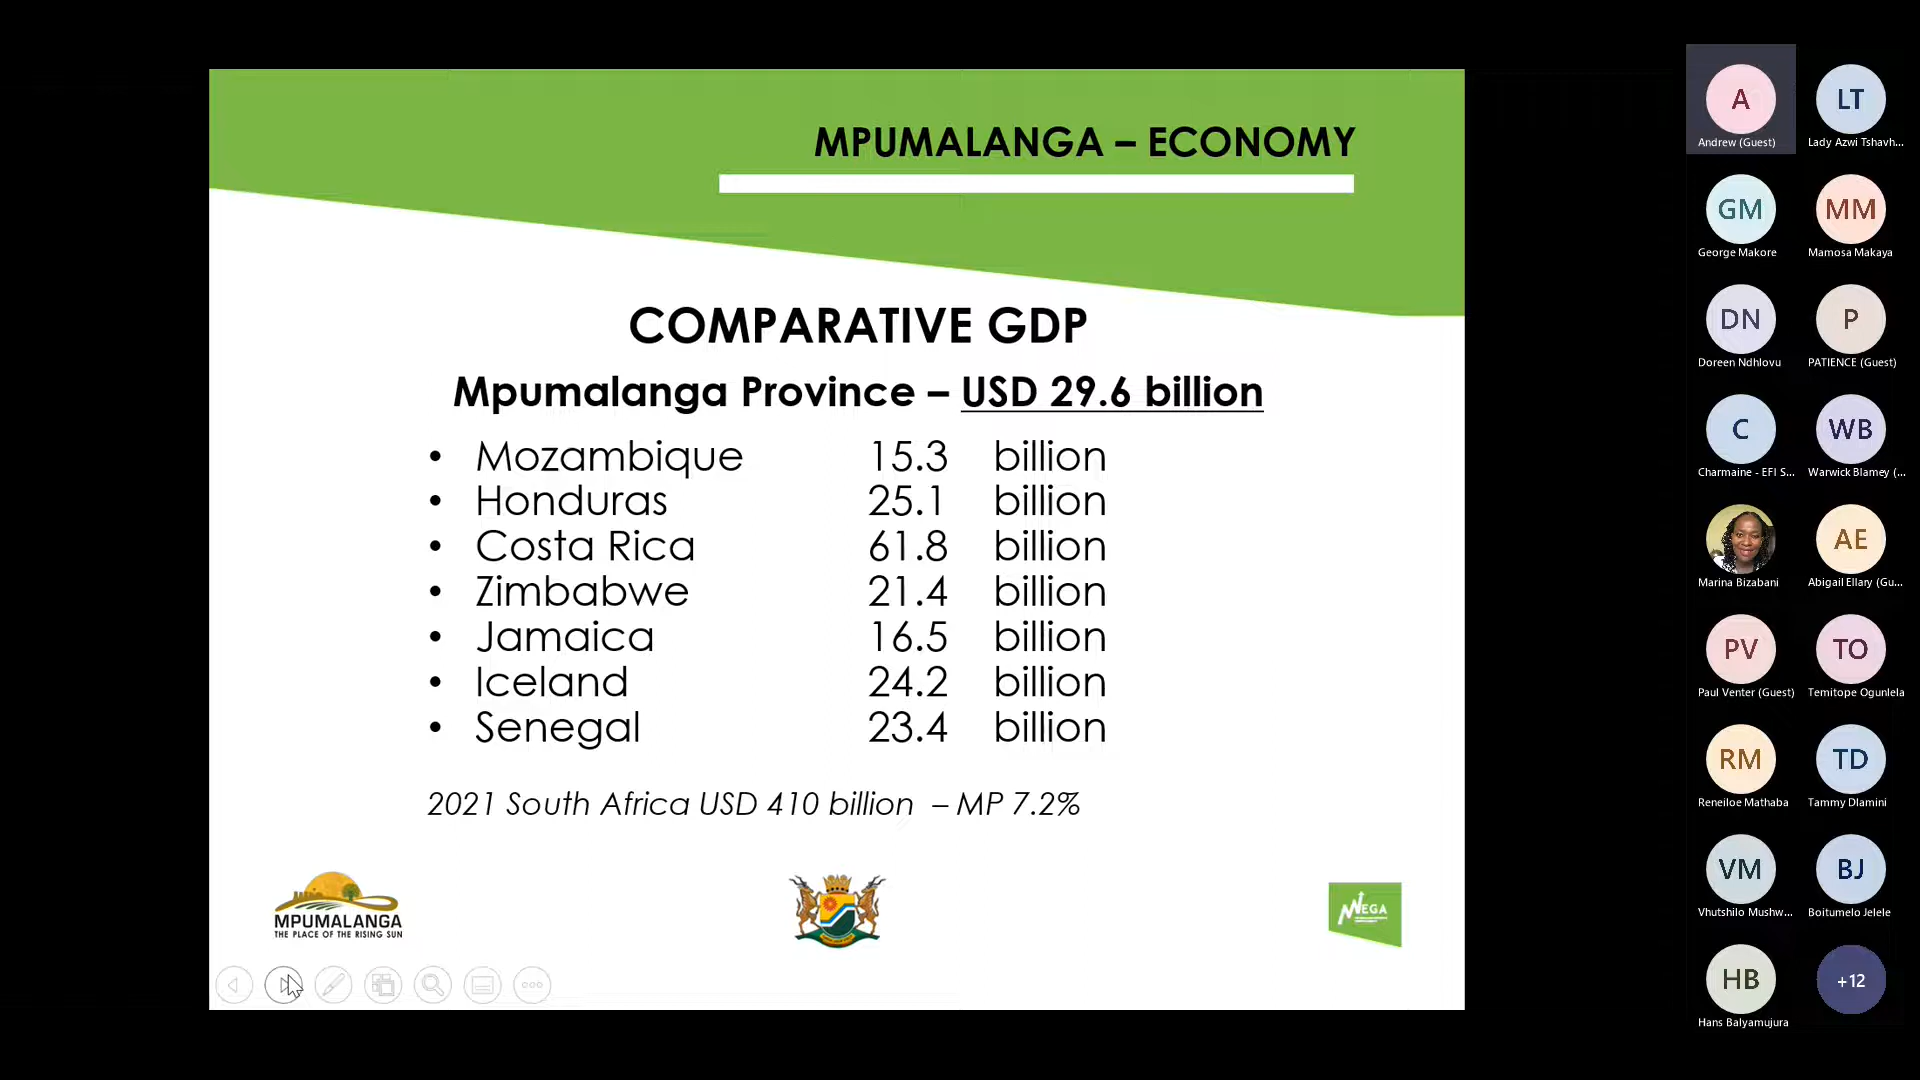 MPUMALANGA – ECONOMY
COMPARATIVE GDP
Mpumalanga Province – USD 29.6 billion
• Mozambique 15.3 billion
• Honduras 25.1 billion
• Costa Rica 61.8 billion
• Zimbabwe 21.4 billion
• Jamaica 16.5 billion
• Iceland 24.2 billion
• Senegal 23.4 billion
2021 South Africa USD 410 billion – MP 7.2%
MPUMALANGA
THE PLACE OF THE RISING SUN
MEGA
A LT
Andrew (Guest) Lady Azwi Tshavh...
GM MM
George Makore Mamosa Makaya
DN P
Doreen Ndhlovu PATIENCE (Guest)
C WB
Charmaine - EFI S... Warwick Blamey (...
AE
Marina Bizabani Abigail Ellary (Gu...
PV TO
Paul Venter (Guest) Temitope Ogunlela
RM TD
Reneiloe Mathaba Tammy Dlamini
VM BJ
Vhutshilo Mushw... Boitumelo Jelele
HB +12
Hans Balyamujura